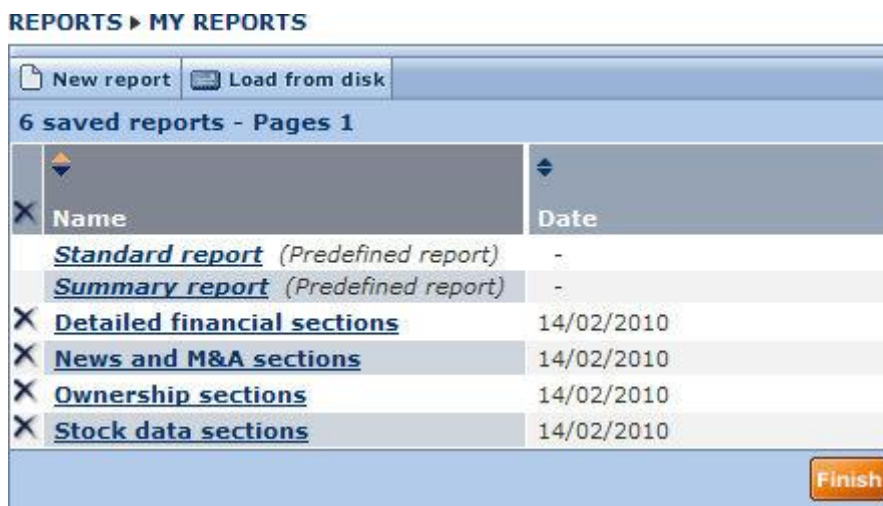 REPORTS ▸ MY REPORTS
New report Load from disk
6 saved reports - Pages 1
Name Date
Standard report (Predefined report) -
Summary report (Predefined report) -
Detailed financial sections 14/02/2010
News and M&A sections 14/02/2010
Ownership sections 14/02/2010
Stock data sections 14/02/2010
Finish